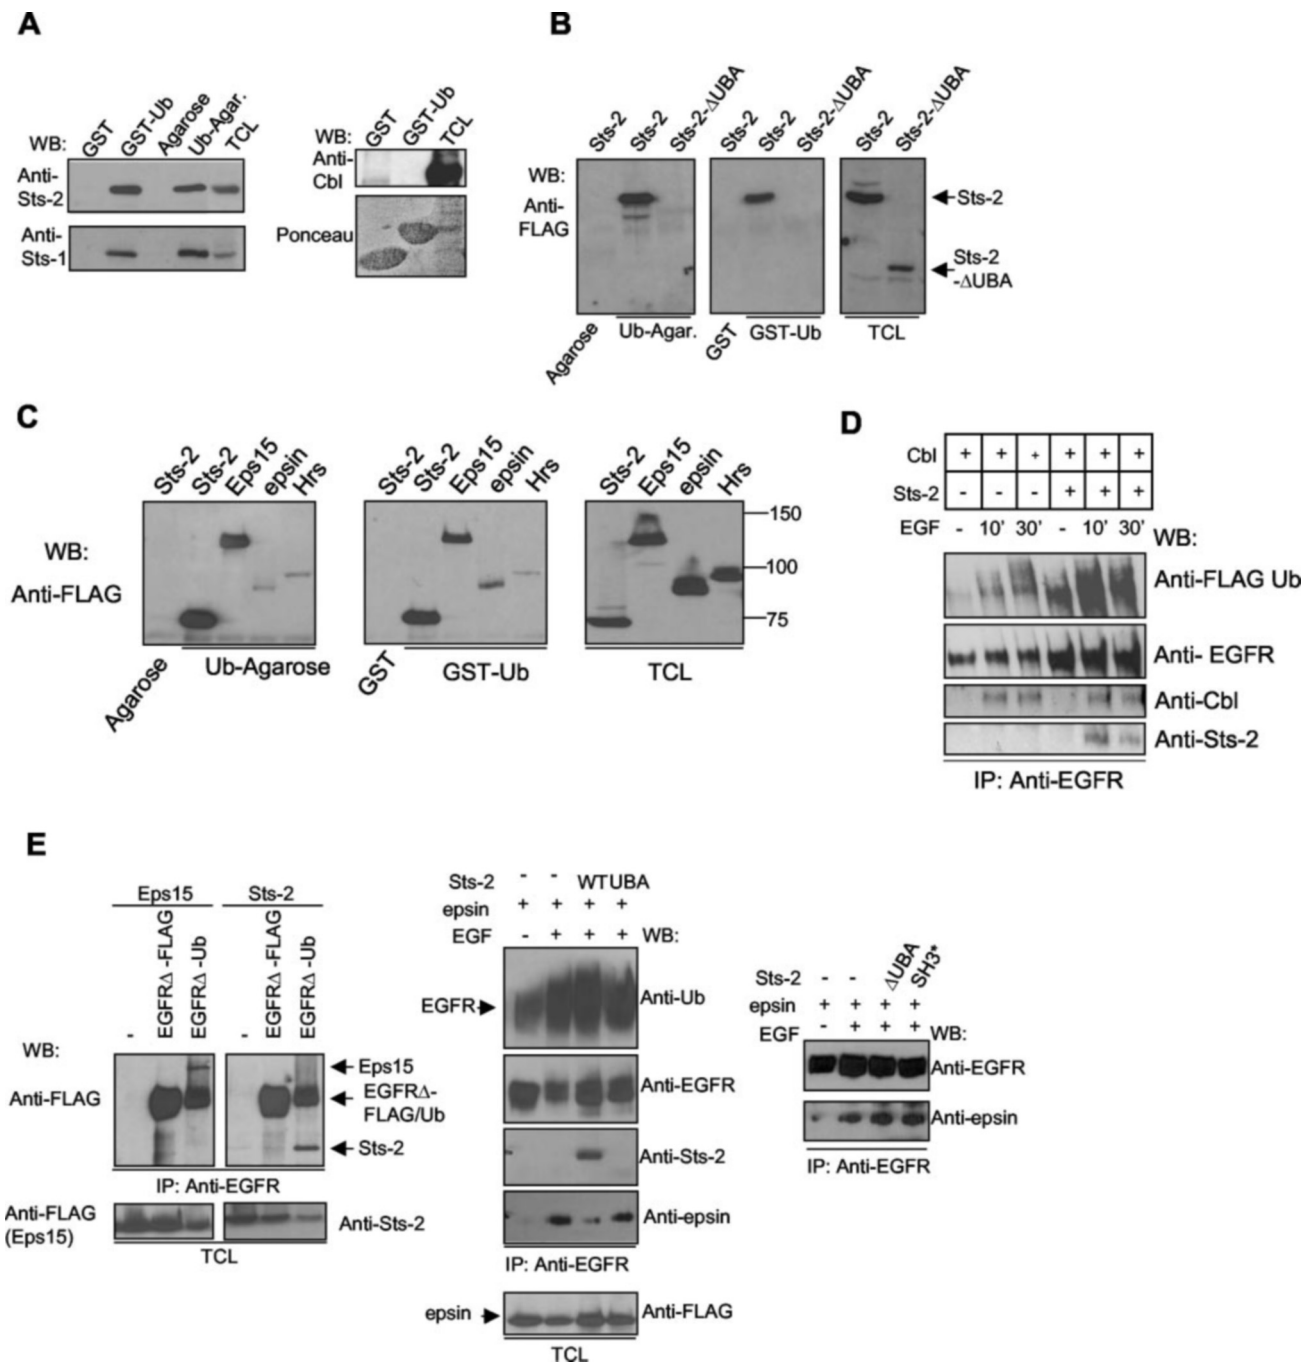 A
WB: GST GST-Ub Agarose Ub-Agar. TCL
Anti-
Sts-2
Anti-
Sts-1
WB: GST GST-Ub TCL
Anti-
Cbl
Ponceau
B
Sts-2 Sts-2 Sts-2-ΔUBA Sts-2 Sts-2 Sts-2-ΔUBA Sts-2 Sts-2-ΔUBA
WB:
Anti-
FLAG
Sts-2
Sts-2
-ΔUBA
Agarose Ub-Agar. GST GST-Ub TCL
C
Sts-2 Sts-2 Eps15 epsin Hrs Sts-2 Sts-2 Eps15 epsin Hrs Sts-2 Eps15 epsin Hrs
WB:
Anti-FLAG
150
100
75
Agarose Ub-Agarose GST GST-Ub TCL
D
Cbl + + + + + +
Sts-2 - - - + + +
EGF - 10' 30' - 10' 30' WB:
Anti-FLAG Ub
Anti- EGFR
Anti-Cbl
Anti-Sts-2
IP: Anti-EGFR
E
Eps15 Sts-2
- EGFRΔ-FLAG EGFRΔ-Ub - EGFRΔ-FLAG EGFRΔ-Ub
WB:
Anti-FLAG
Eps15
EGFRΔ-
FLAG/Ub
Sts-2
IP: Anti-EGFR
Anti-FLAG
(Eps15)
Anti-Sts-2
TCL
Sts-2 - - WT UBA
epsin + + + +
EGF - + + + WB:
EGFR
Anti-Ub
Anti-EGFR
Anti-Sts-2
Anti-epsin
IP: Anti-EGFR
epsin
Anti-FLAG
TCL
Sts-2 - - ΔUBA SH3*
epsin + + + +
EGF - + + + WB:
Anti-EGFR
Anti-epsin
IP: Anti-EGFR